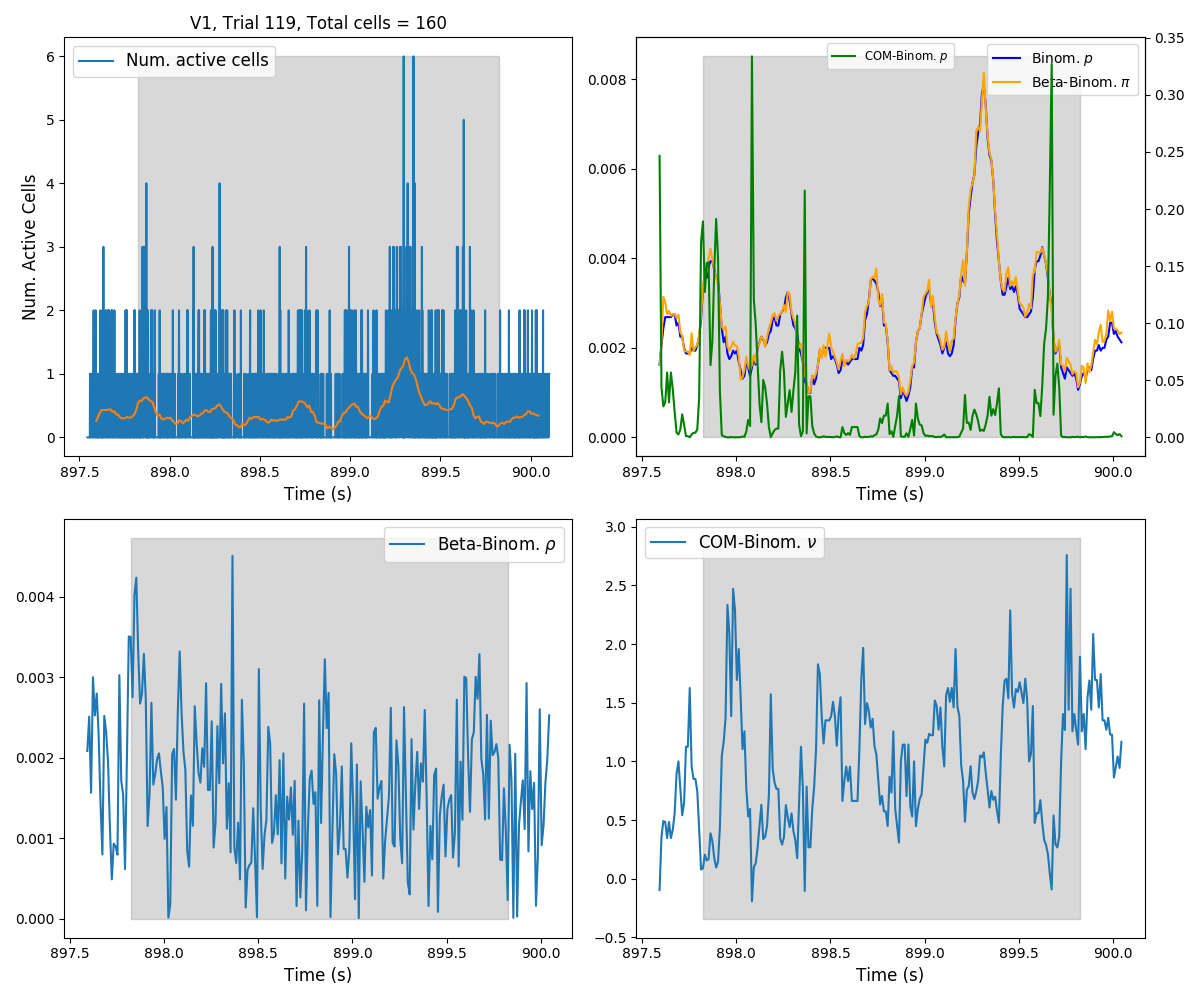 V1, Trial 119, Total cells = 160
Num. active cells
Num. Active Cells
6
5
4
3
2
1
0
897.5 898.0 898.5 899.0 899.5 900.0
Time (s)
COM-Binom. p
Binom. p
Beta-Binom. π
0.008
0.006
0.004
0.002
0.000
0.35
0.30
0.25
0.20
0.15
0.10
0.05
0.00
897.5 898.0 898.5 899.0 899.5 900.0
Time (s)
Beta-Binom. ρ
0.004
0.003
0.002
0.001
0.000
897.5 898.0 898.5 899.0 899.5 900.0
Time (s)
COM-Binom. ν
3.0
2.5
2.0
1.5
1.0
0.5
0.0
−0.5
897.5 898.0 898.5 899.0 899.5 900.0
Time (s)